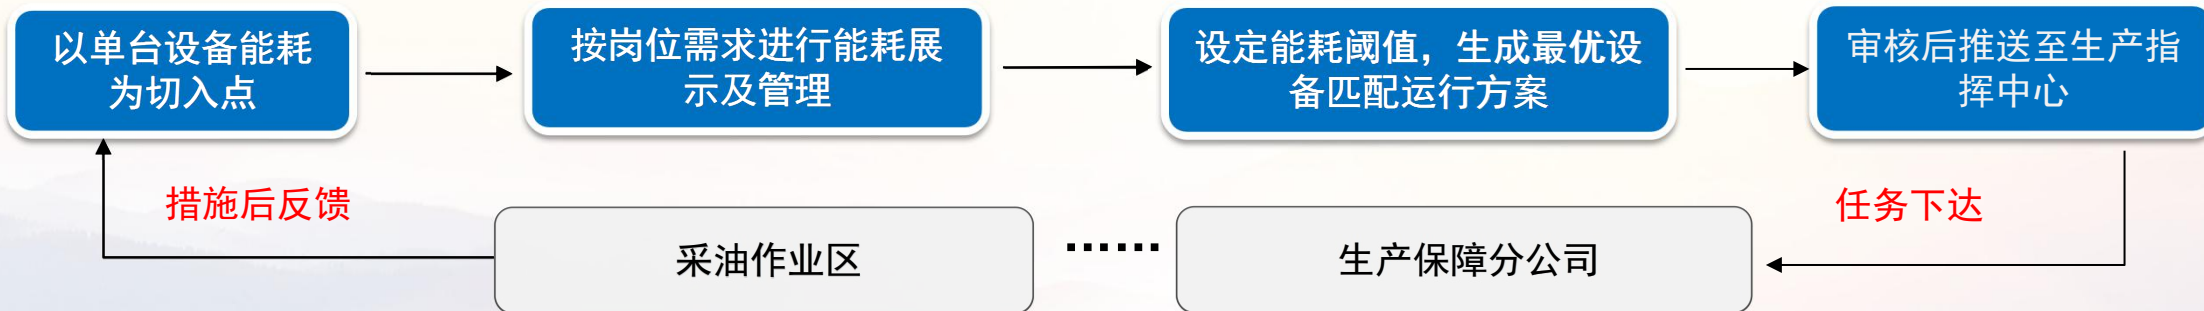 以单台设备能耗
为切入点
按岗位需求进行能耗展
示及管理
设定能耗阈值，生成最优设
备匹配运行方案
审核后推送至生产指
挥中心
措施后反馈
任务下达
采油作业区
……
生产保障分公司